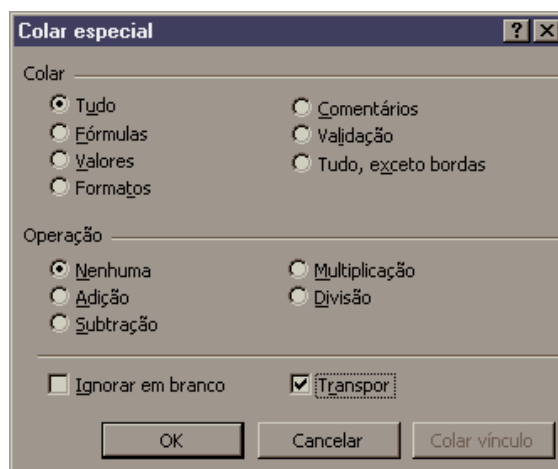 Colar especial
Colar
Tudo
Comentários
Fórmulas
Validação
Valores
Tudo, exceto bordas
Formatos
Operação
Nenhuma
Multiplicação
Adição
Divisão
Subtração
Ignorar em branco
Transpor
OK
Cancelar
Colar vínculo